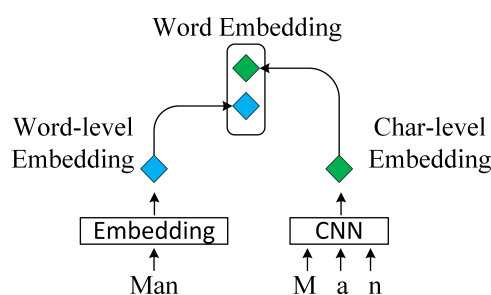 Word Embedding
Word-level
Embedding
Char-level
Embedding
Embedding
CNN
Man
M a n